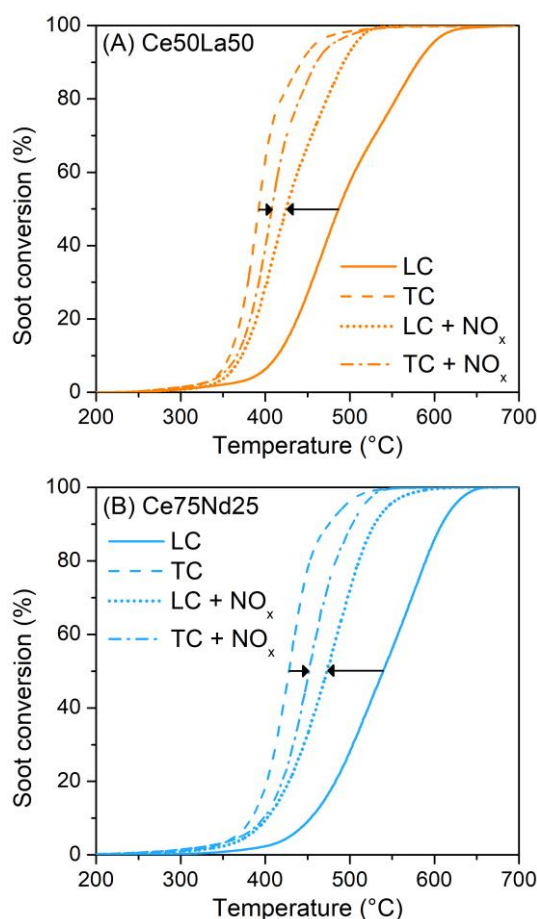 (A) Ce50La50
100
80
60
40
20
0
Soot conversion (%)
LC
TC
LC + NOₓ
TC + NOₓ
200 300 400 500 600 700
Temperature (°C)
(B) Ce75Nd25
100
80
60
40
20
0
Soot conversion (%)
LC
TC
LC + NOₓ
TC + NOₓ
200 300 400 500 600 700
Temperature (°C)